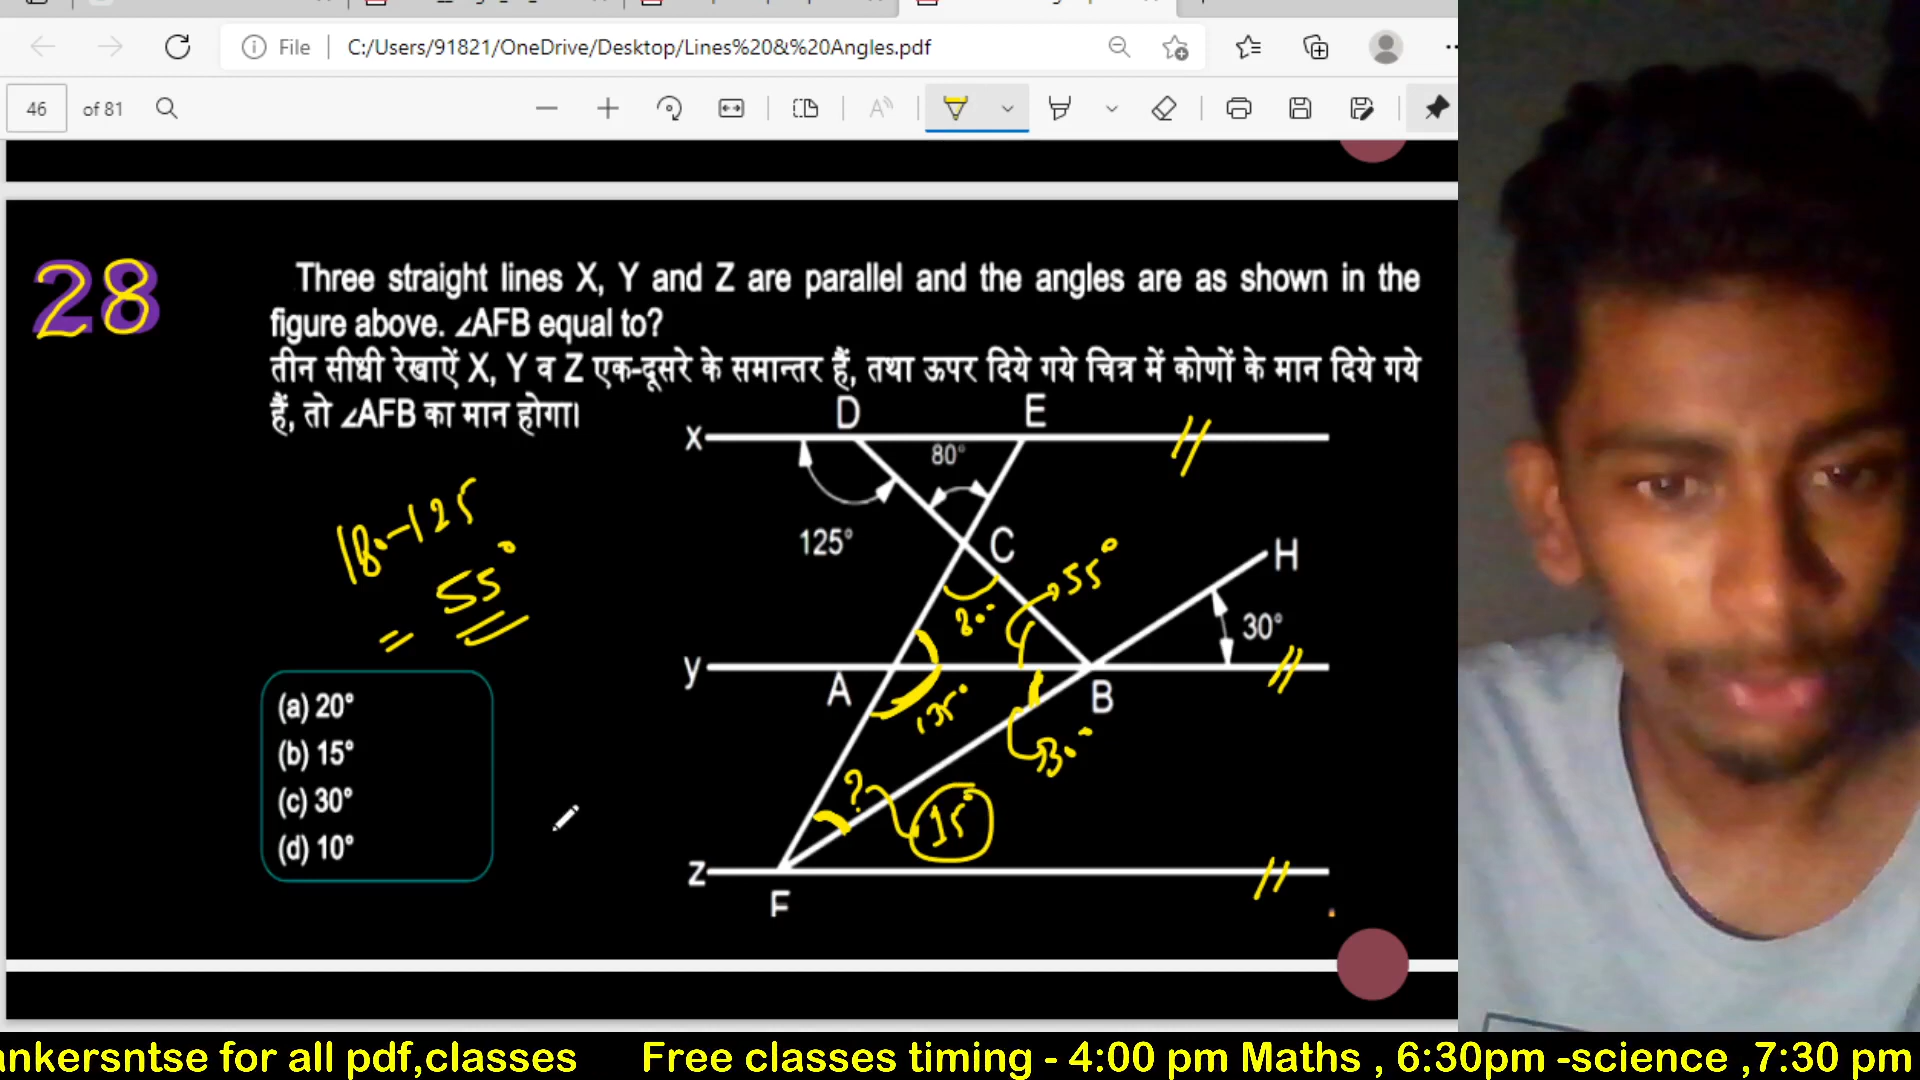 File
C:/Users/91821/OneDrive/Desktop/Lines%20&%20Angles.pdf
46 of 81
28
Three straight lines X, Y and Z are parallel and the angles are as shown in the
figure above. ∠AFB equal to?
तीन सीधी रेखाऐं X, Y व Z एक-दूसरे के समान्तर हैं, तथा ऊपर दिये गये चित्र में कोणों के मान दिये गये
हैं, तो ∠AFB का मान होगा।
D E
X
80°
125°
C
H
180-125
= 55°
55°
80°
30°
y
A
B
135°
30°
(a) 20°
(b) 15°
(c) 30°
(d) 10°
?
15°
Z
F
ankersntse for all pdf,classes Free classes timing - 4:00 pm Maths , 6:30pm -science ,7:30 pm